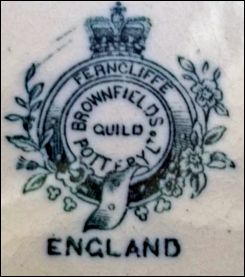 FERNCLIFFE
BROWNFIELDS
GUILD
POTTERY Ld.
ENGLAND